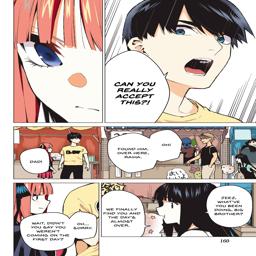 CAN YOU
REALLY
ACCEPT
THIS?!
DAD!
FOUND HIM.
OVER HERE,
RAIHA.
OH!
WAIT, DIDN'T
YOU SAY YOU
WEREN'T
COMING ON THE
FIRST DAY?
OH...
SORRY.
WE FINALLY
FIND YOU AND
THE DAY'S
ALMOST
OVER.
JEEZ,
WHAT'VE
YOU BEEN
DOING, BIG
BROTHER?
160